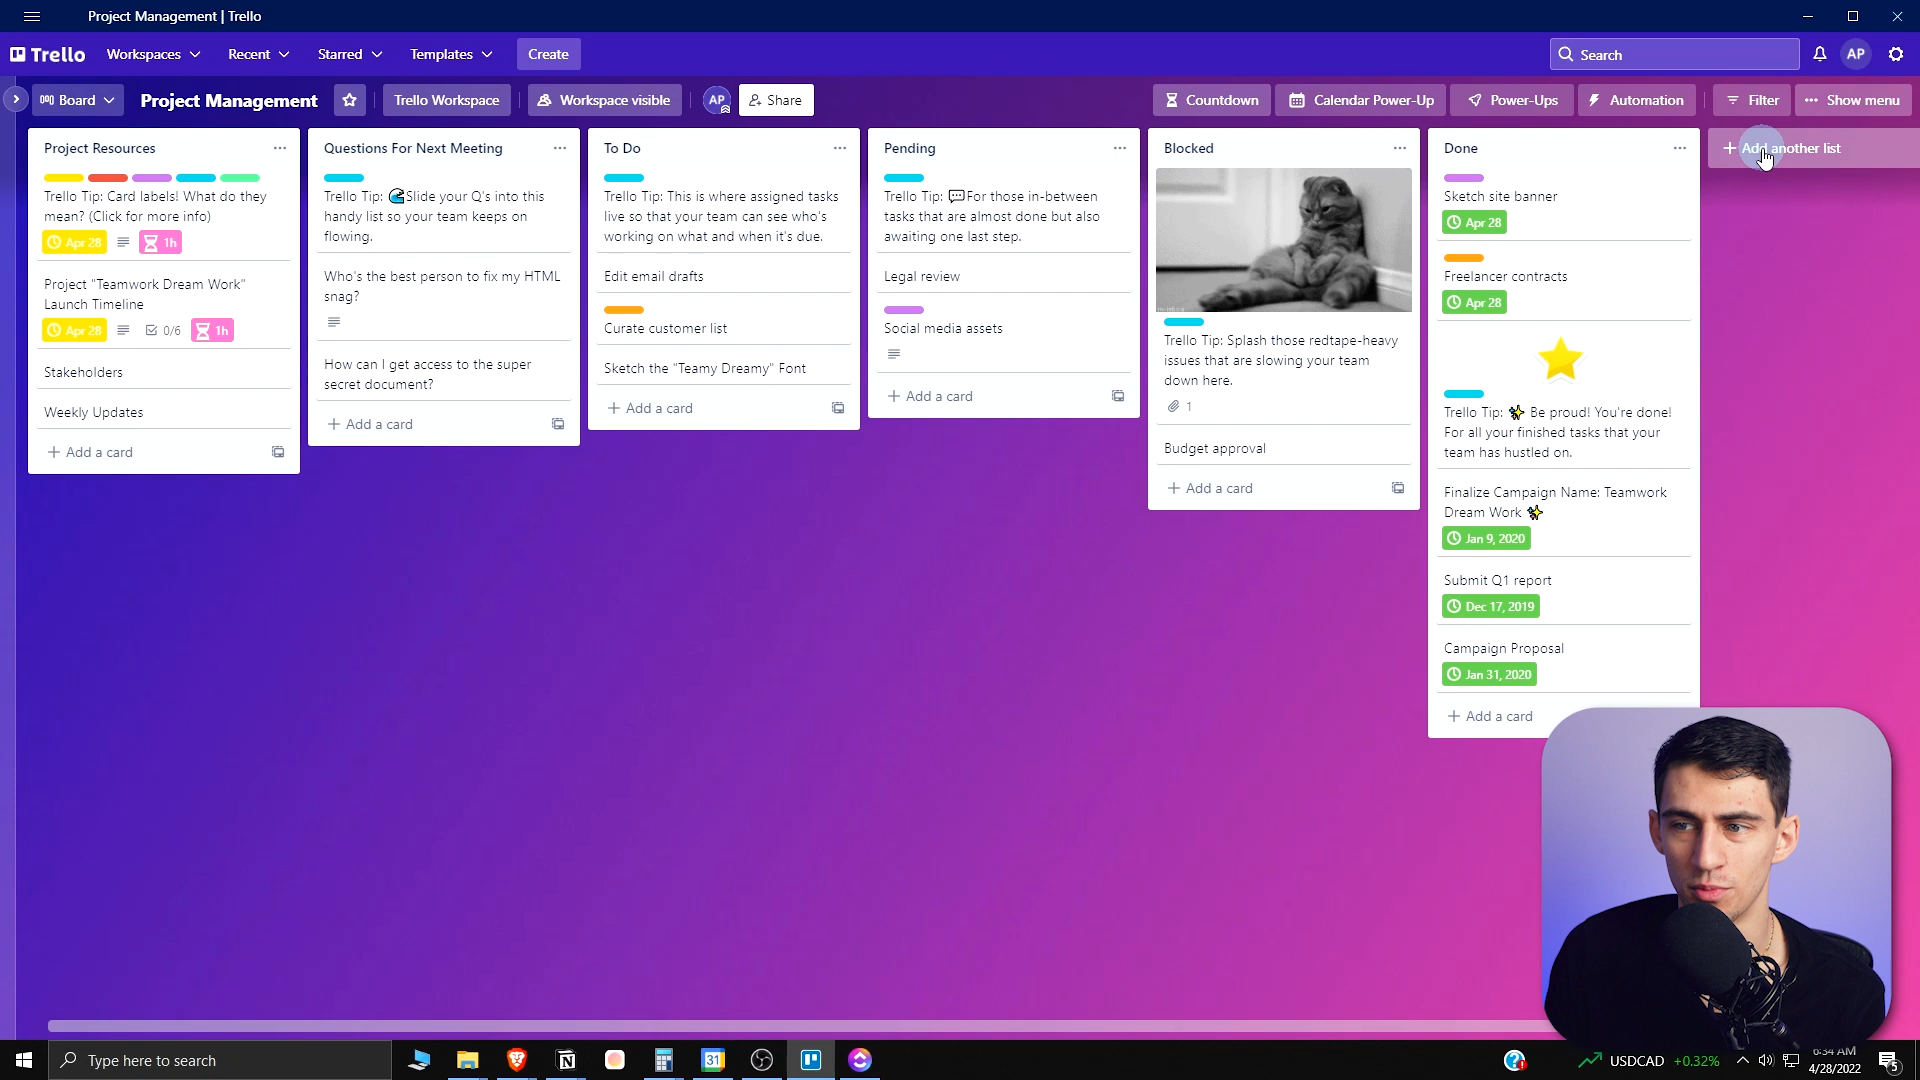 Project Management | Trello
Trello Workspaces Recent Starred Templates Create Search AP
Board Project Management Trello Workspace Workspace visible AP Share Countdown Calendar Power-Up Power-Ups Automation Filter Show menu
Project Resources
Trello Tip: Card labels! What do they
mean? (Click for more info)
Apr 28 1h
Project "Teamwork Dream Work"
Launch Timeline
Apr 28 0/6 1h
Stakeholders
Weekly Updates
+ Add a card
Questions For Next Meeting
Trello Tip: 🌊Slide your Q's into this
handy list so your team keeps on
flowing.
Who's the best person to fix my HTML
snag?
How can I get access to the super
secret document?
+ Add a card
To Do
Trello Tip: This is where assigned tasks
live so that your team can see who's
working on what and when it's due.
Edit email drafts
Curate customer list
Sketch the "Teamy Dreamy" Font
+ Add a card
Pending
Trello Tip: 💬For those in-between
tasks that are almost done but also
awaiting one last step.
Legal review
Social media assets
+ Add a card
Blocked
Trello Tip: Splash those redtape-heavy
issues that are slowing your team
down here.
1
Budget approval
+ Add a card
Done
Sketch site banner
Apr 28
Freelancer contracts
Apr 28
Trello Tip: ✨ Be proud! You're done!
For all your finished tasks that your
team has hustled on.
Finalize Campaign Name: Teamwork
Dream Work ✨
Jan 9, 2020
Submit Q1 report
Dec 17, 2019
Campaign Proposal
Jan 31, 2020
+ Add a card
+ Add another list
Type here to search
31
USDCAD +0.32%
6:34 AM
4/28/2022
5